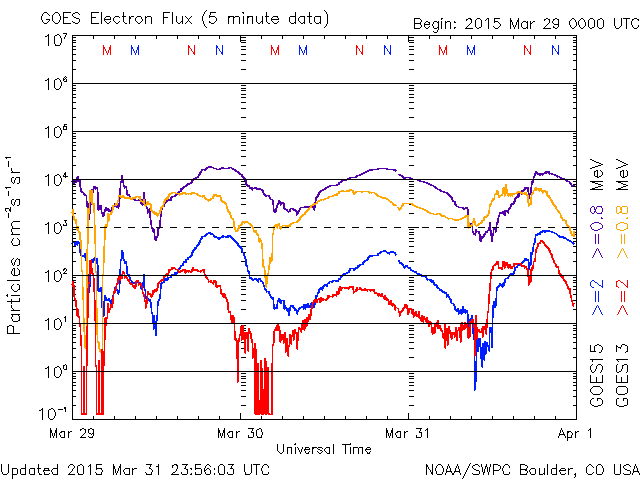 GOES Electron Flux (5 minute data)
Begin: 2015 Mar 29 0000 UTC
M M N N M M N N M M N N
10⁷
10⁶
10⁵
10⁴
10³
10²
10¹
10⁰
10⁻¹
Particles cm⁻²s⁻¹sr⁻¹
Mar 29 Mar 30 Mar 31 Apr 1
Universal Time
GOES15 >=2 >=0.8 MeV
GOES13 >=2 >=0.8 MeV
Updated 2015 Mar 31 23:56:03 UTC
NOAA/SWPC Boulder, CO USA